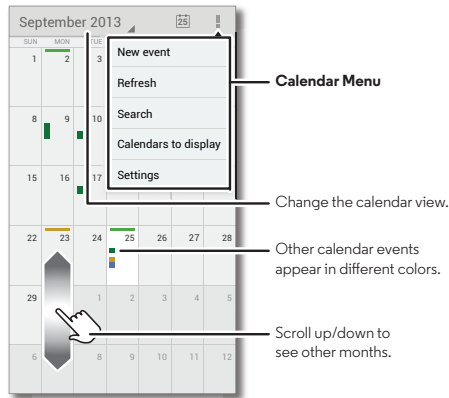 September 2013 25
SUN MON TUE
1 2 3
New event
Refresh
Calendar Menu
8 9 10
Search
Calendars to display
15 16 17
Settings
Change the calendar view.
22 23 24 25 26 27 28
Other calendar events
appear in different colors.
29 1 2 3 4 5
Scroll up/down to
see other months.
6 8 9 10 11 12